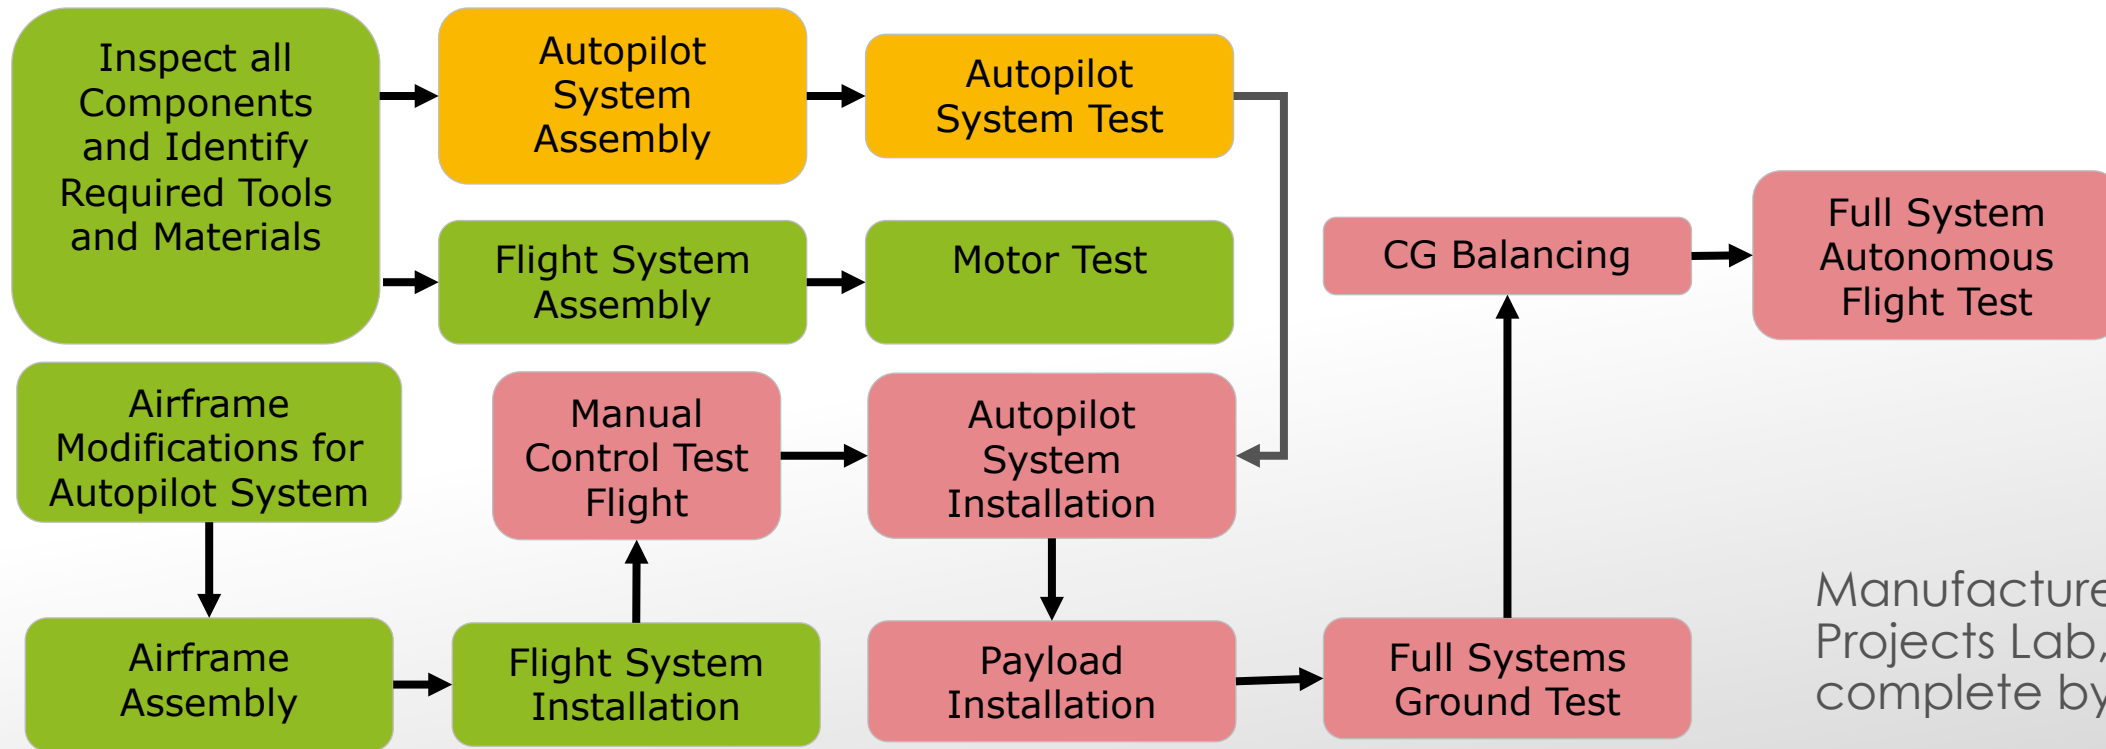 Inspect all
Components
and Identify
Required Tools
and Materials
Autopilot
System
Assembly
Autopilot
System Test
Flight System
Assembly
Motor Test
CG Balancing
Full System
Autonomous
Flight Test
Airframe
Modifications for
Autopilot System
Manual
Control Test
Flight
Autopilot
System
Installation
Airframe
Assembly
Flight System
Installation
Payload
Installation
Full Systems
Ground Test
Manufacture
Projects Lab,
complete by